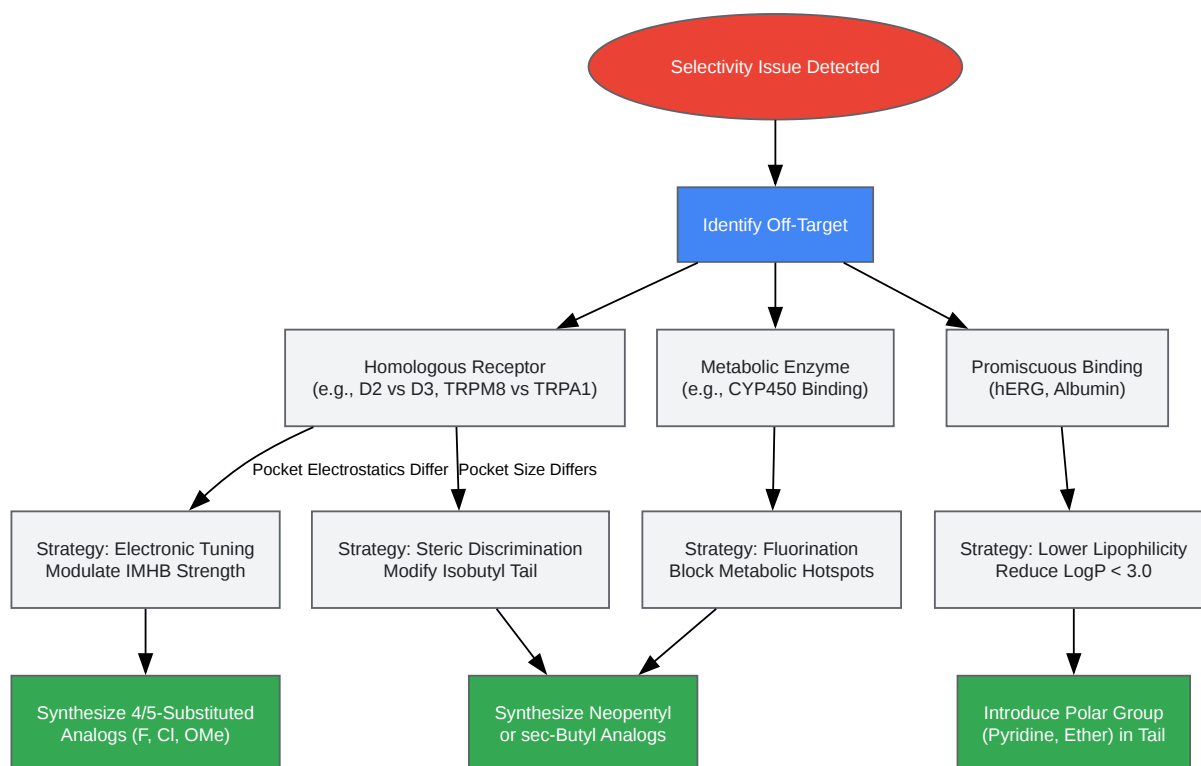 Selectivity Issue Detected
Identify Off-Target
Homologous Receptor
(e.g., D2 vs D3, TRPM8 vs TRPA1)
Metabolic Enzyme
(e.g., CYP450 Binding)
Promiscuous Binding
(hERG, Albumin)
Pocket Electrostatics Differ
Pocket Size Differs
Strategy: Electronic Tuning
Modulate IMHB Strength
Strategy: Steric Discrimination
Modify Isobutyl Tail
Strategy: Fluorination
Block Metabolic Hotspots
Strategy: Lower Lipophilicity
Reduce LogP < 3.0
Synthesize 4/5-Substituted
Analogs (F, Cl, OMe)
Synthesize Neopentyl
or sec-Butyl Analogs
Introduce Polar Group
(Pyridine, Ether) in Tail